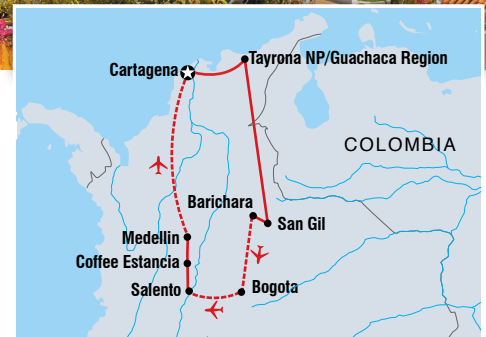 Tayrona NP/Guachaca Region
Cartagena
COLOMBIA
Barichara
San Gil
Medellin
Coffee Estancia
Salento
Bogota